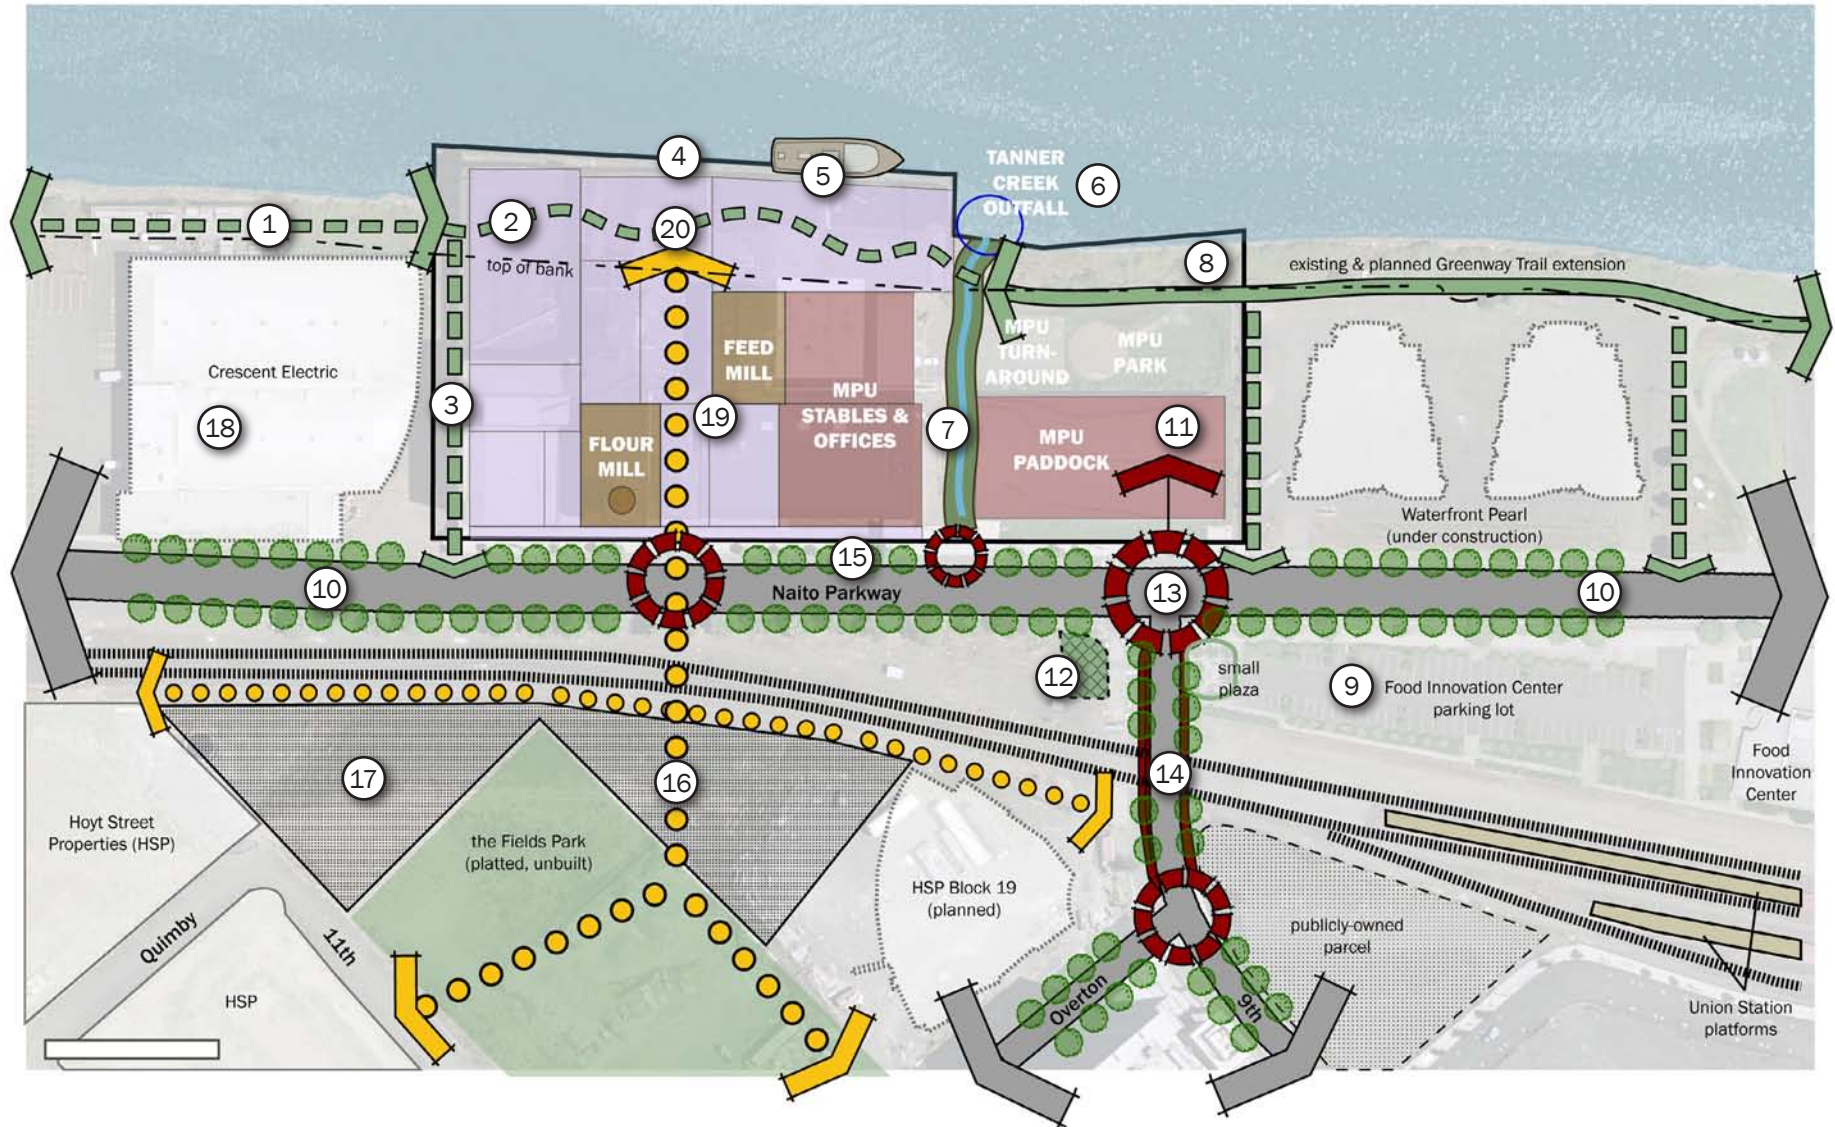 4
5
TANNER
CREEK
OUTFALL
6
1
2
20
top of bank
8
existing & planned Greenway Trail extension
Crescent Electric
18
3
FEED
MILL
19
FLOUR
MILL
MPU
STABLES &
OFFICES
7
MPU
TURN-
AROUND
MPU
PARK
MPU
PADDOCK
11
Waterfront Pearl
(under construction)
10
15
Naito Parkway
13
10
12
small
plaza
9
Food Innovation Center
parking lot
Food
Innovation
Center
17
16
14
Hoyt Street
Properties (HSP)
the Fields Park
(platted, unbuilt)
HSP Block 19
(planned)
publicly-owned
parcel
Quimby
11th
HSP
Overton
9th
Union Station
platforms